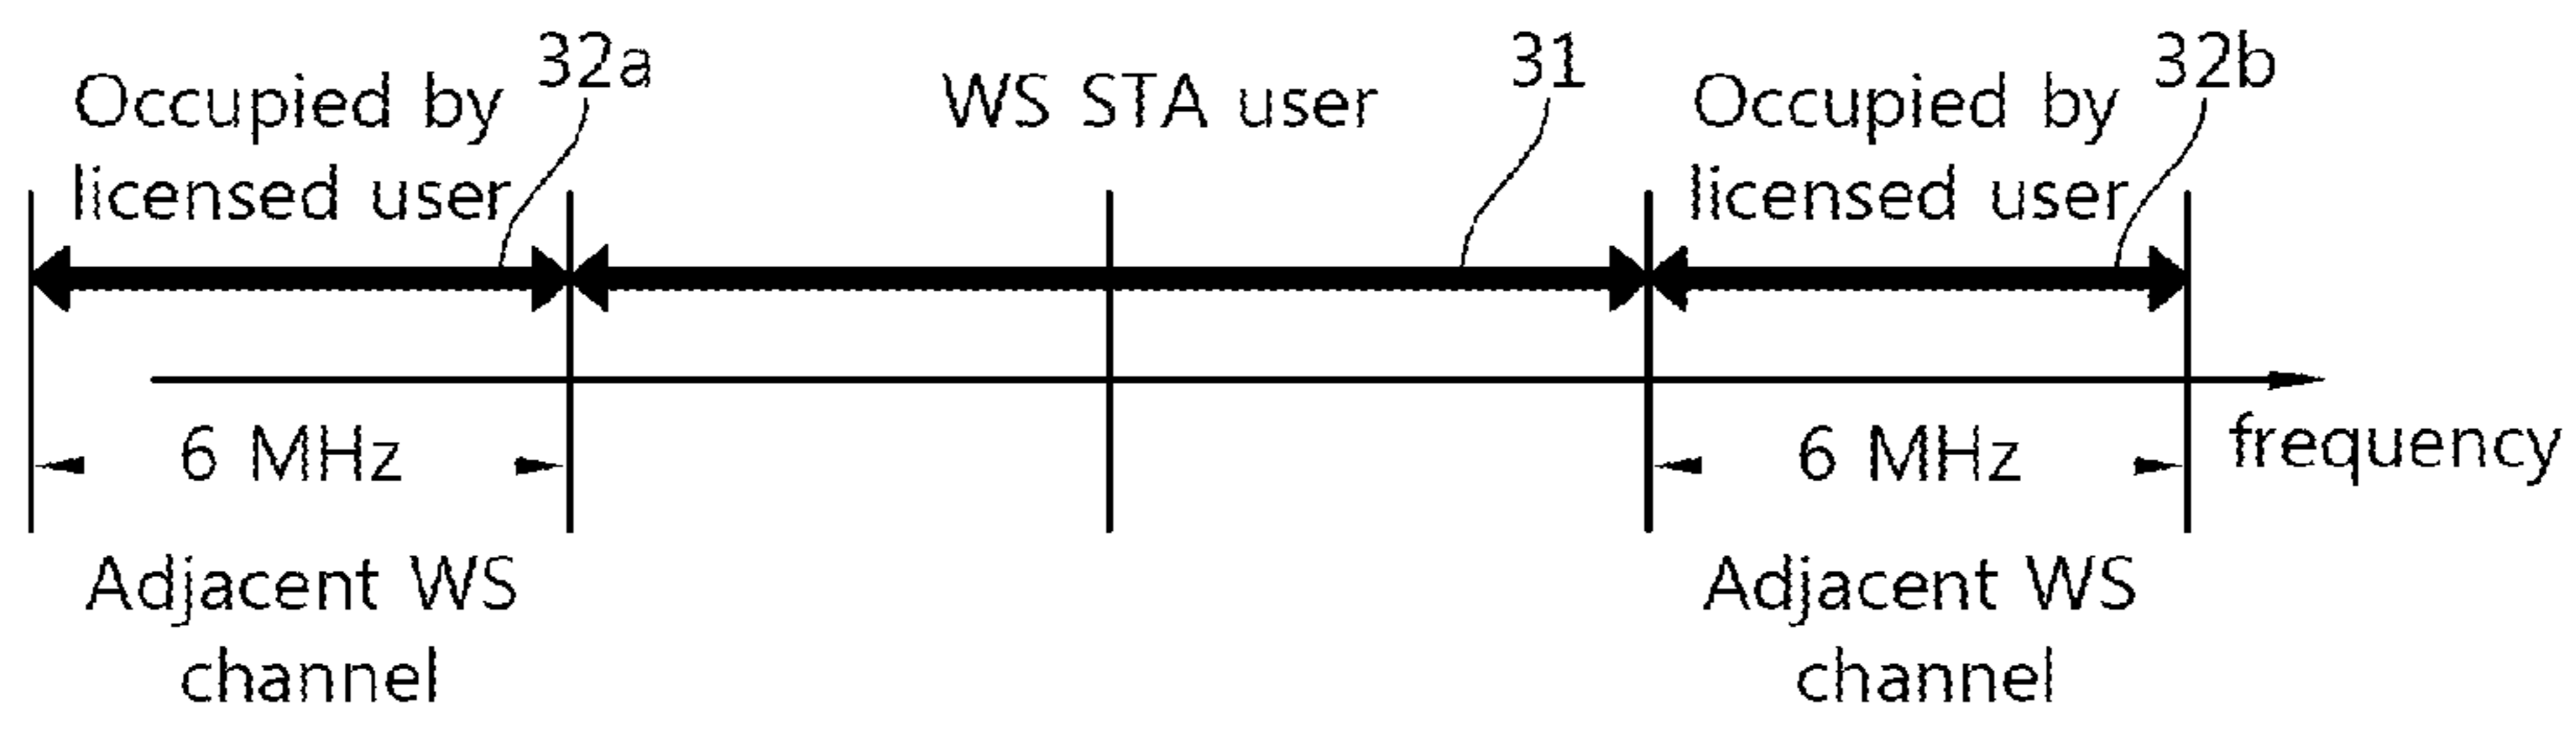 32a
31
32b
Occupied by
licensed user
WS STA user
Occupied by
licensed user
6 MHz
6 MHz
frequency
Adjacent WS
channel
Adjacent WS
channel